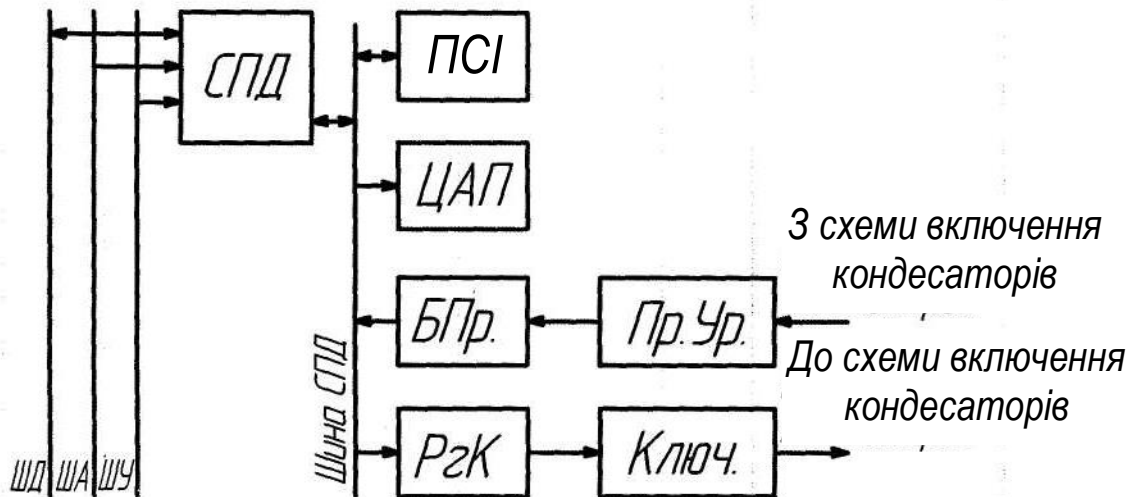 СПД
ПСІ
ЦАП
З схеми включення
кондесаторів
БПр.
Пр.Ур.
До схеми включення
кондесаторів
РгК
Ключ.
Шина СПД
ШД
ША
ШУ